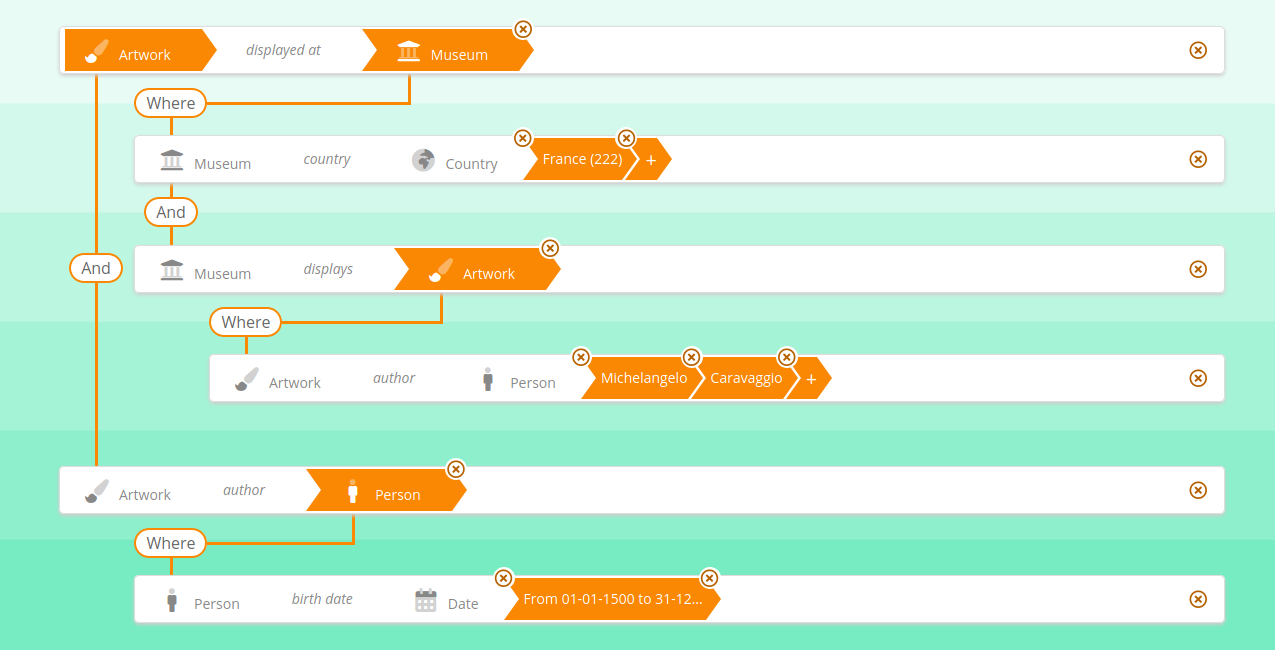 Artwork displayed at Museum
Where
Museum country Country France (222) +
And
Museum displays Artwork
And
Where
Artwork author Person Michelangelo Caravaggio +
Artwork author Person
Where
Person birth date Date From 01-01-1500 to 31-12...